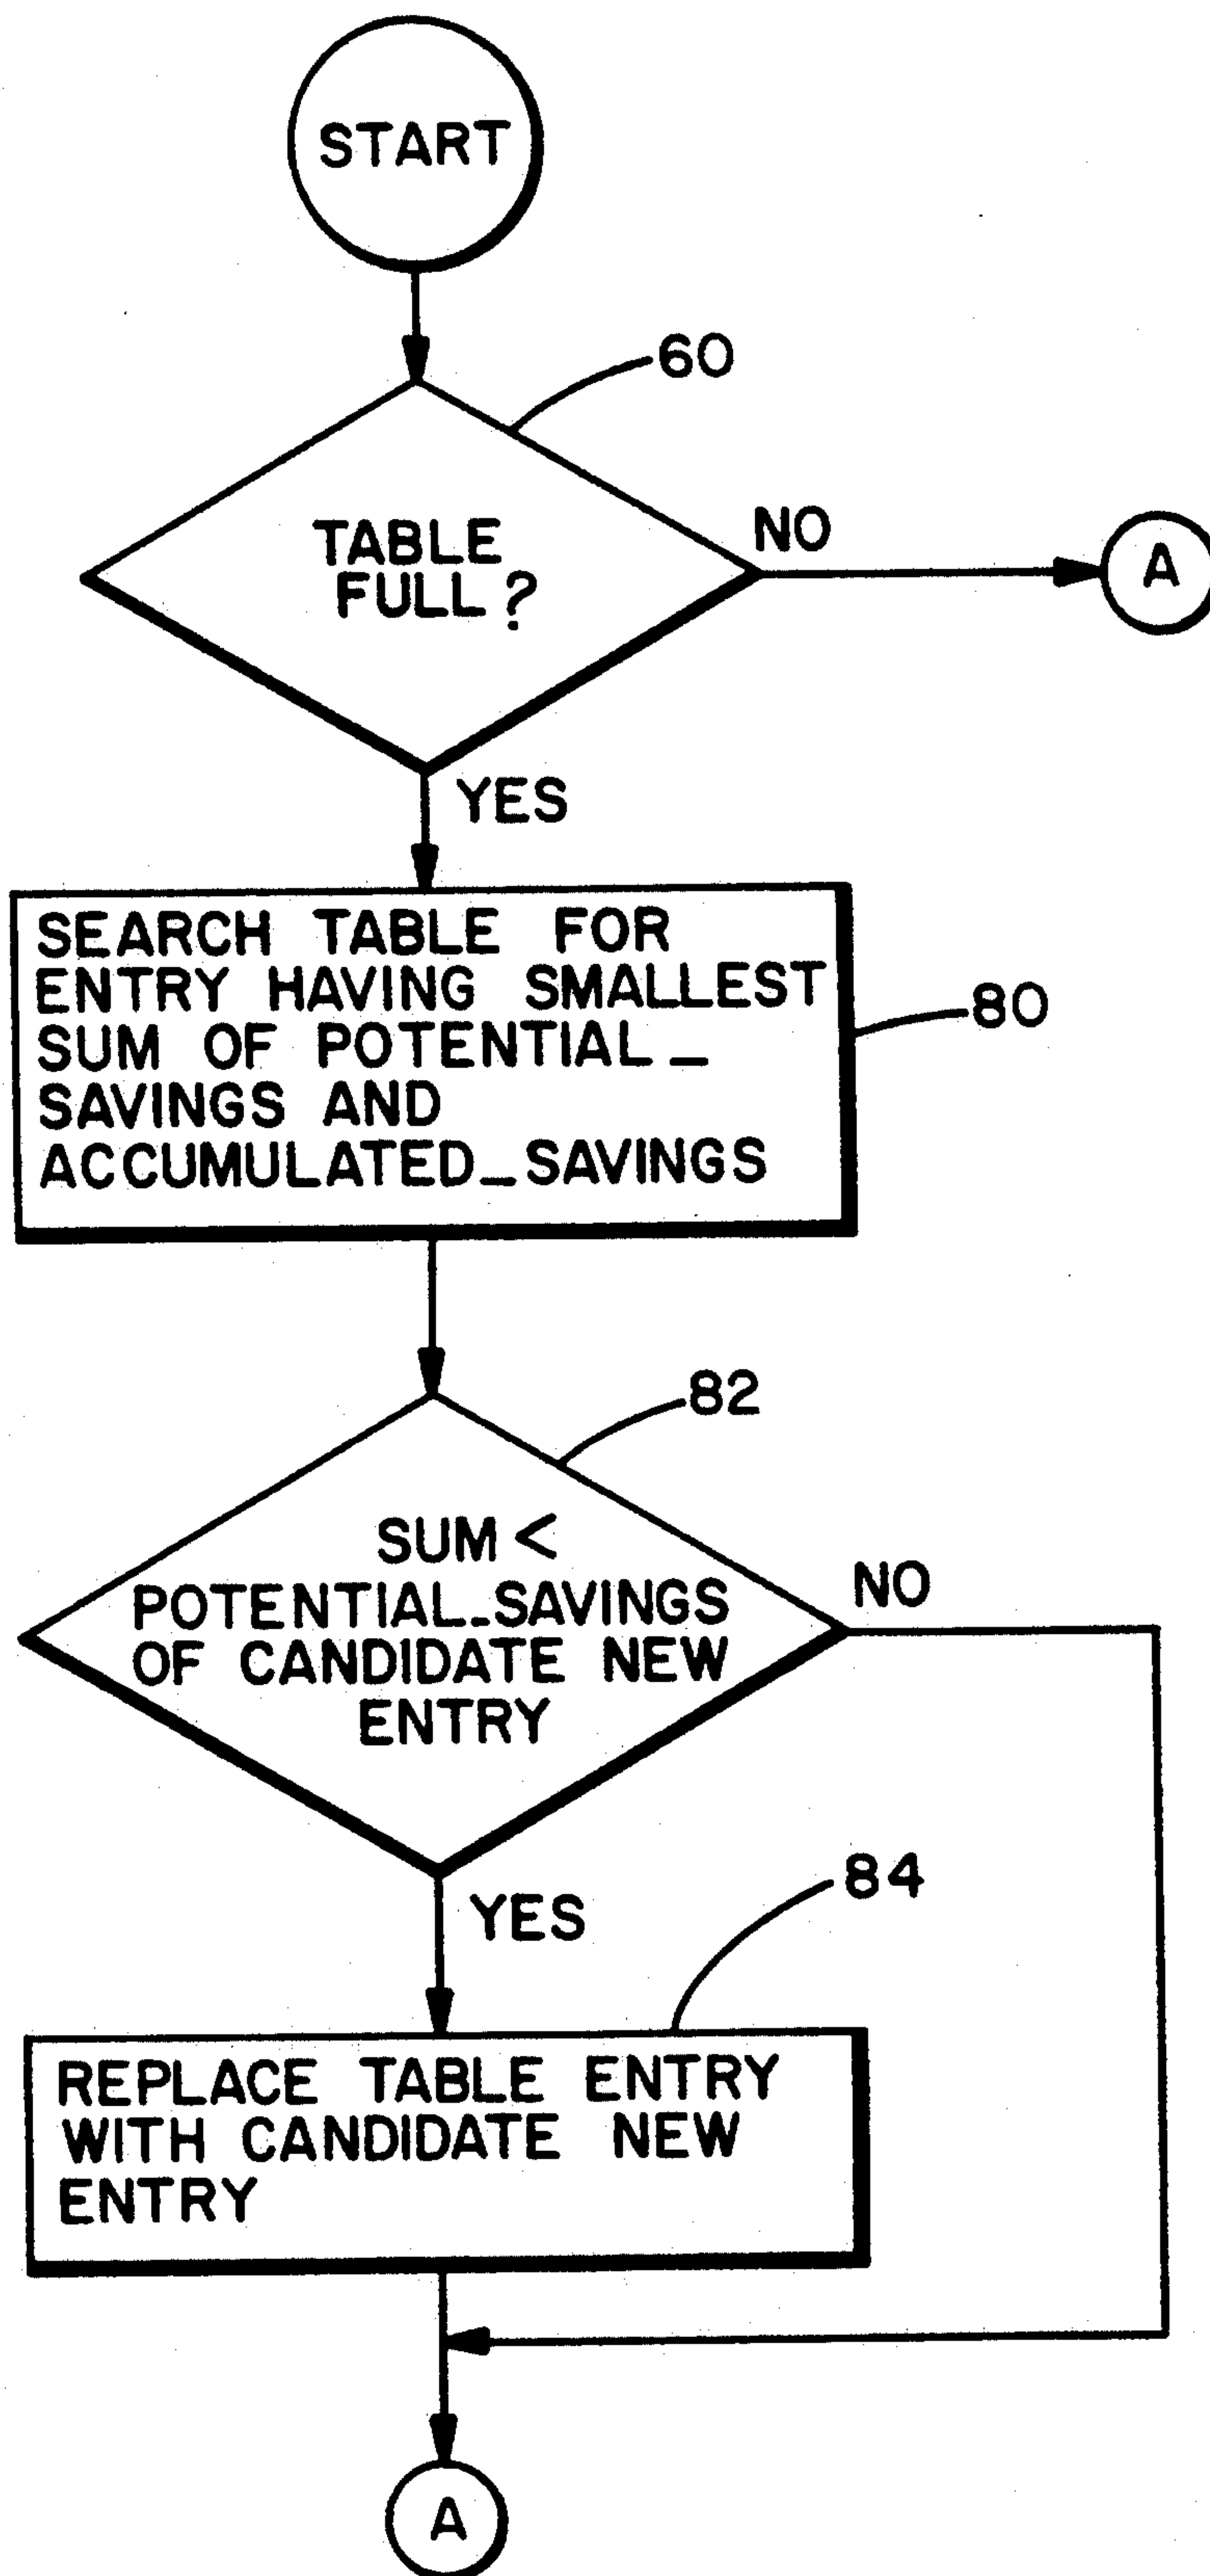 START
60
TABLE
FULL?
NO
A
YES
SEARCH TABLE FOR
ENTRY HAVING SMALLEST
SUM OF POTENTIAL_
SAVINGS AND
ACCUMULATED_SAVINGS
80
82
SUM <
POTENTIAL_SAVINGS
OF CANDIDATE NEW
ENTRY
NO
YES
84
REPLACE TABLE ENTRY
WITH CANDIDATE NEW
ENTRY
A